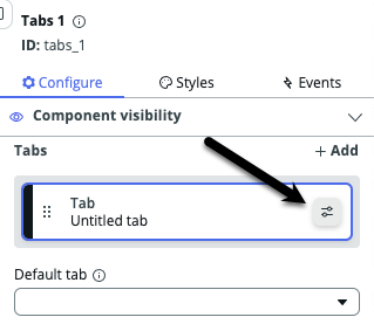 Tabs 1
ID: tabs_1
Configure Styles Events
Component visibility
Tabs + Add
Tab
Untitled tab
Default tab